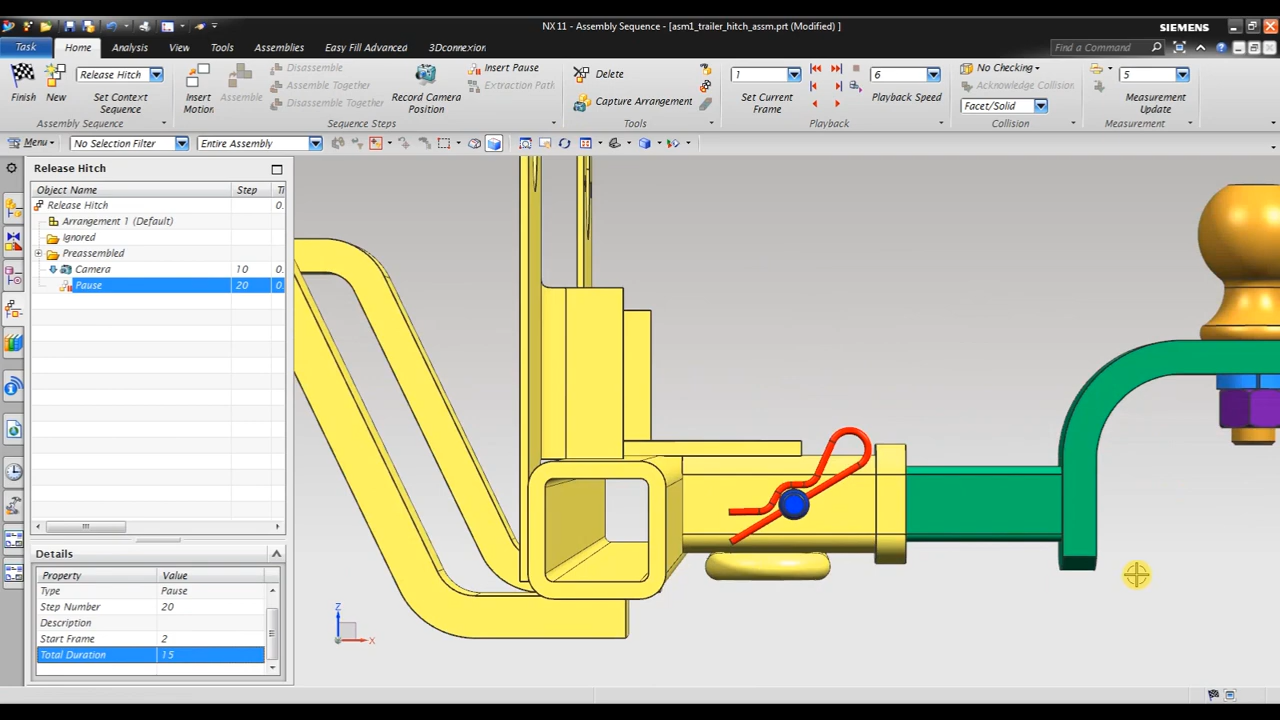 NX 11 - Assembly Sequence - [asm1_trailer_hitch_assm.prt (Modified) ]
SIEMENS
Task Home Analysis View Tools Assemblies Easy Fill Advanced 3Dconnexion
Find a Command
Finish
New
Release Hitch
Set Context
Sequence
Assembly Sequence
Insert
Motion
Assemble
Disassemble
Assemble Together
Disassemble Together
Record Camera
Position
Insert Pause
Extraction Path
Sequence Steps
Delete
Capture Arrangement
Tools
1
Set Current
Frame
6
Playback Speed
Playback
No Checking
Acknowledge Collision
Facet/Solid
Collision
5
Measurement
Update
Measurement
Menu
No Selection Filter
Entire Assembly
Release Hitch
Object Name Step Ti
Release Hitch 0.
Arrangement 1 (Default)
Ignored
Preassembled
Camera 10 0.
Pause 20 0.
Details
Property Value
Type Pause
Step Number 20
Description
Start Frame 2
Total Duration 15
Z
X